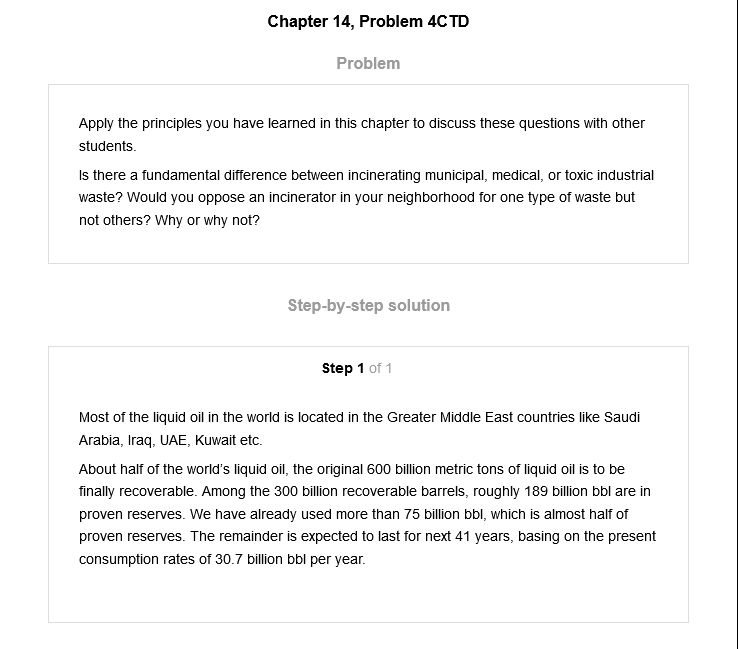 Chapter 14, Problem 4CTD
Problem
Apply the principles you have learned in this chapter to discuss these questions with other
students.
Is there a fundamental difference between incinerating municipal, medical, or toxic industrial
waste? Would you oppose an incinerator in your neighborhood for one type of waste but
not others? Why or why not?
Step-by-step solution
Step 1 of 1
Most of the liquid oil in the world is located in the Greater Middle East countries like Saudi
Arabia, Iraq, UAE, Kuwait etc.
About half of the world’s liquid oil, the original 600 billion metric tons of liquid oil is to be
finally recoverable. Among the 300 billion recoverable barrels, roughly 189 billion bbl are in
proven reserves. We have already used more than 75 billion bbl, which is almost half of
proven reserves. The remainder is expected to last for next 41 years, basing on the present
consumption rates of 30.7 billion bbl per year.